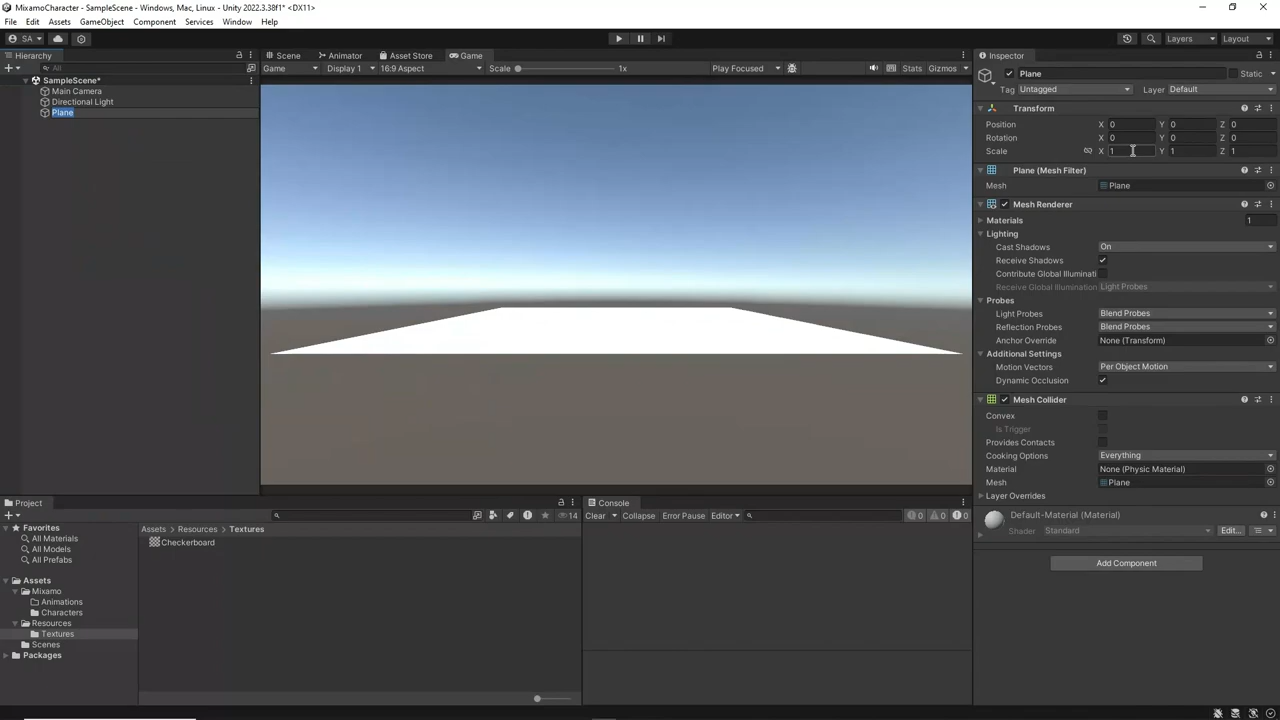 MixamoCharacter - SampleScene - Windows, Mac, Linux - Unity 2022.3.38f1* <DX11>
File Edit Assets GameObject Component Services Window Help
SA Layers Layout
Hierarchy
All
SampleScene*
Main Camera
Directional Light
Plane
Scene Animator Asset Store Game
Game Display 1 16:9 Aspect Scale 1x Play Focused Stats Gizmos
Inspector
Plane Static
Tag Untagged Layer Default
Transform
Position X 0 Y 0 Z 0
Rotation X 0 Y 0 Z 0
Scale X 1 Y 1 Z 1
Plane (Mesh Filter)
Mesh Plane
Mesh Renderer
Materials 1
Lighting
Cast Shadows On
Receive Shadows
Contribute Global Illuminati
Receive Global Illumination Light Probes
Probes
Light Probes Blend Probes
Reflection Probes Blend Probes
Anchor Override None (Transform)
Additional Settings
Motion Vectors Per Object Motion
Dynamic Occlusion
Mesh Collider
Convex
Is Trigger
Provides Contacts
Cooking Options Everything
Material None (Physic Material)
Mesh Plane
Layer Overrides
Default-Material (Material)
Shader Standard Edit...
Add Component
Project
14
Favorites
All Materials
All Models
All Prefabs
Assets
Mixamo
Animations
Characters
Resources
Textures
Scenes
Packages
Assets Resources Textures
Checkerboard
Console
Clear Collapse Error Pause Editor 0 0 0